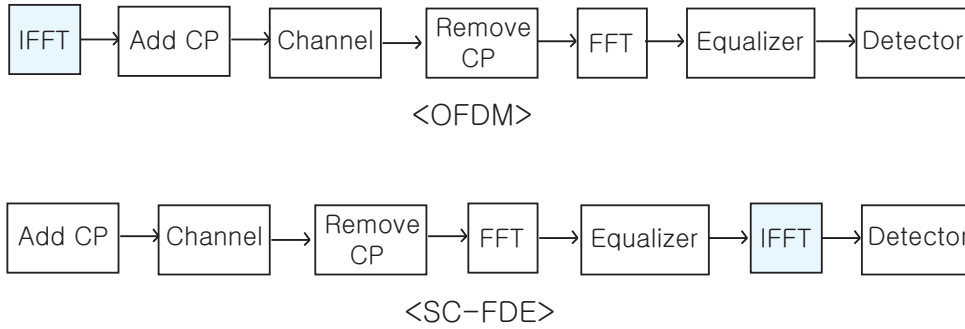 IFFT Add CP Channel Remove CP FFT Equalizer Detector
<OFDM>
Add CP Channel Remove CP FFT Equalizer IFFT Detector
<SC-FDE>